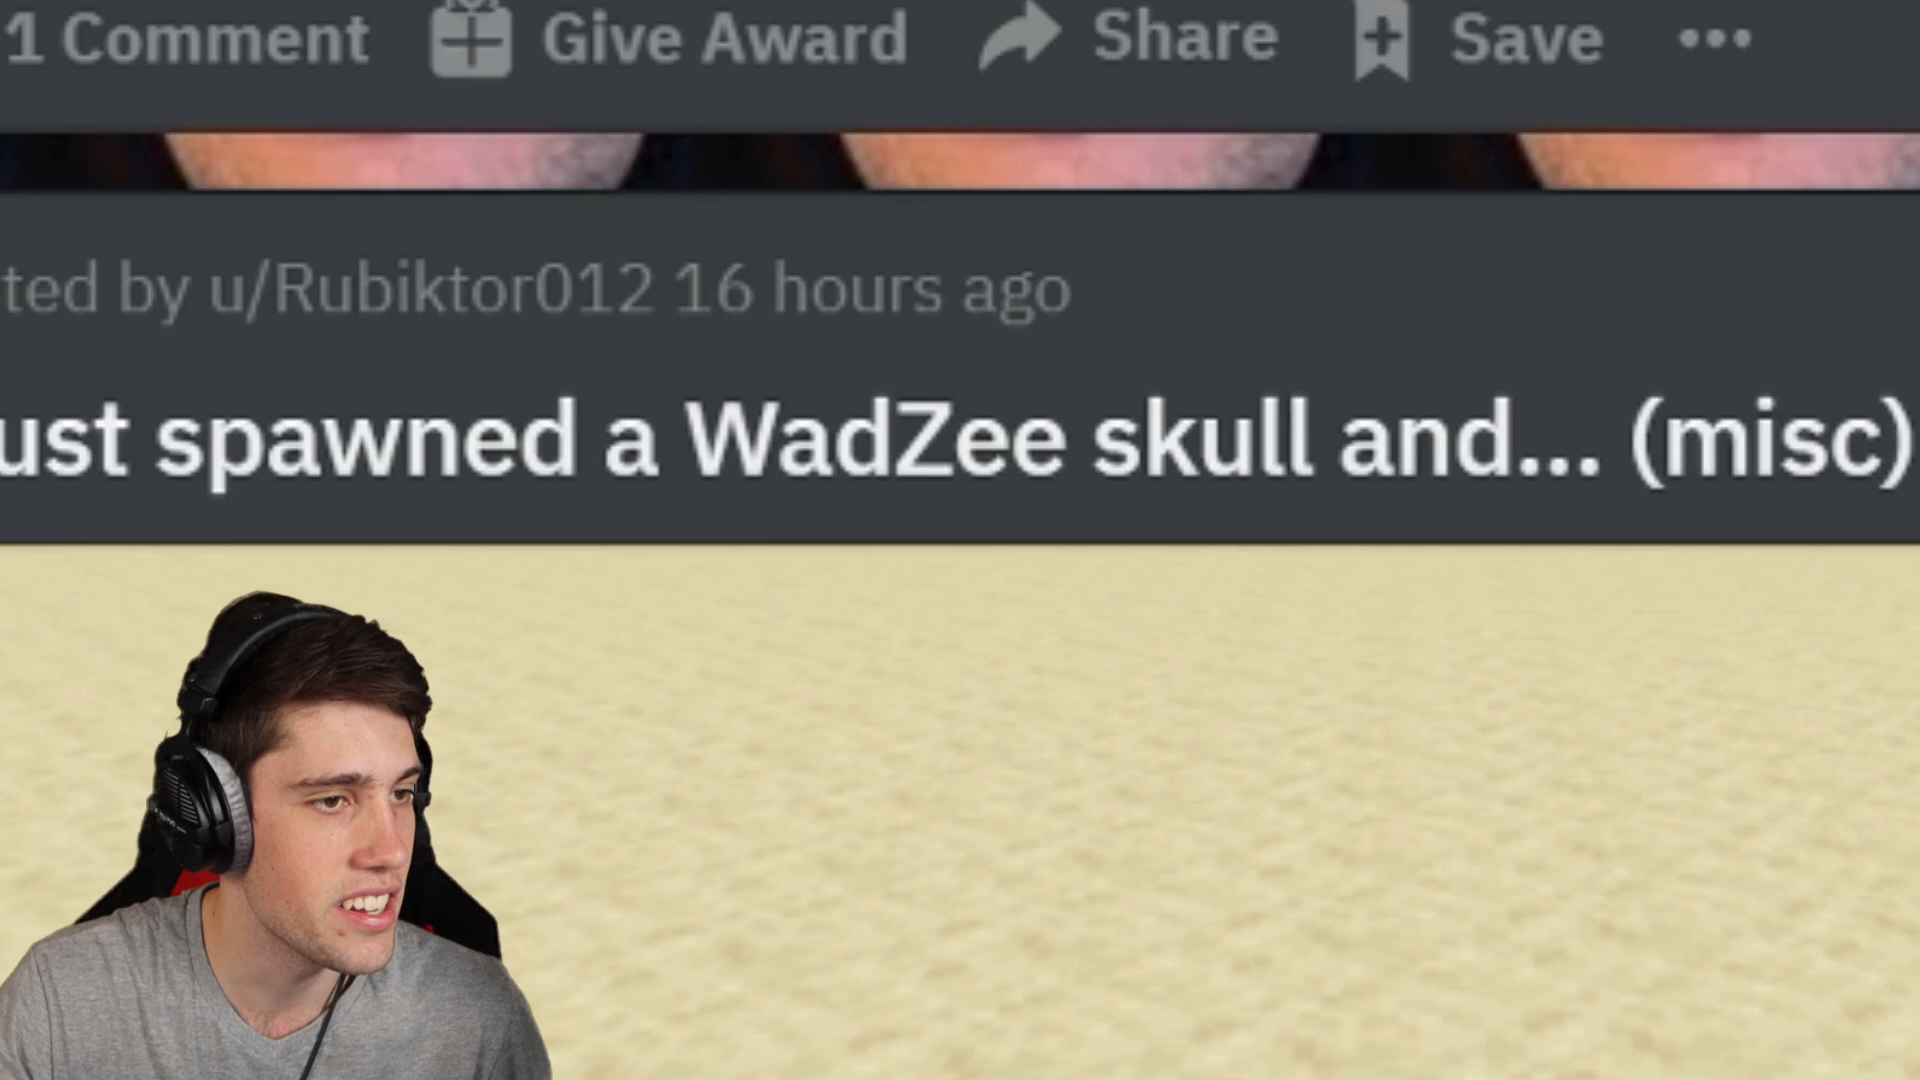 1 Comment Give Award Share Save
ted by u/Rubiktor012 16 hours ago
ust spawned a WadZee skull and... (misc)